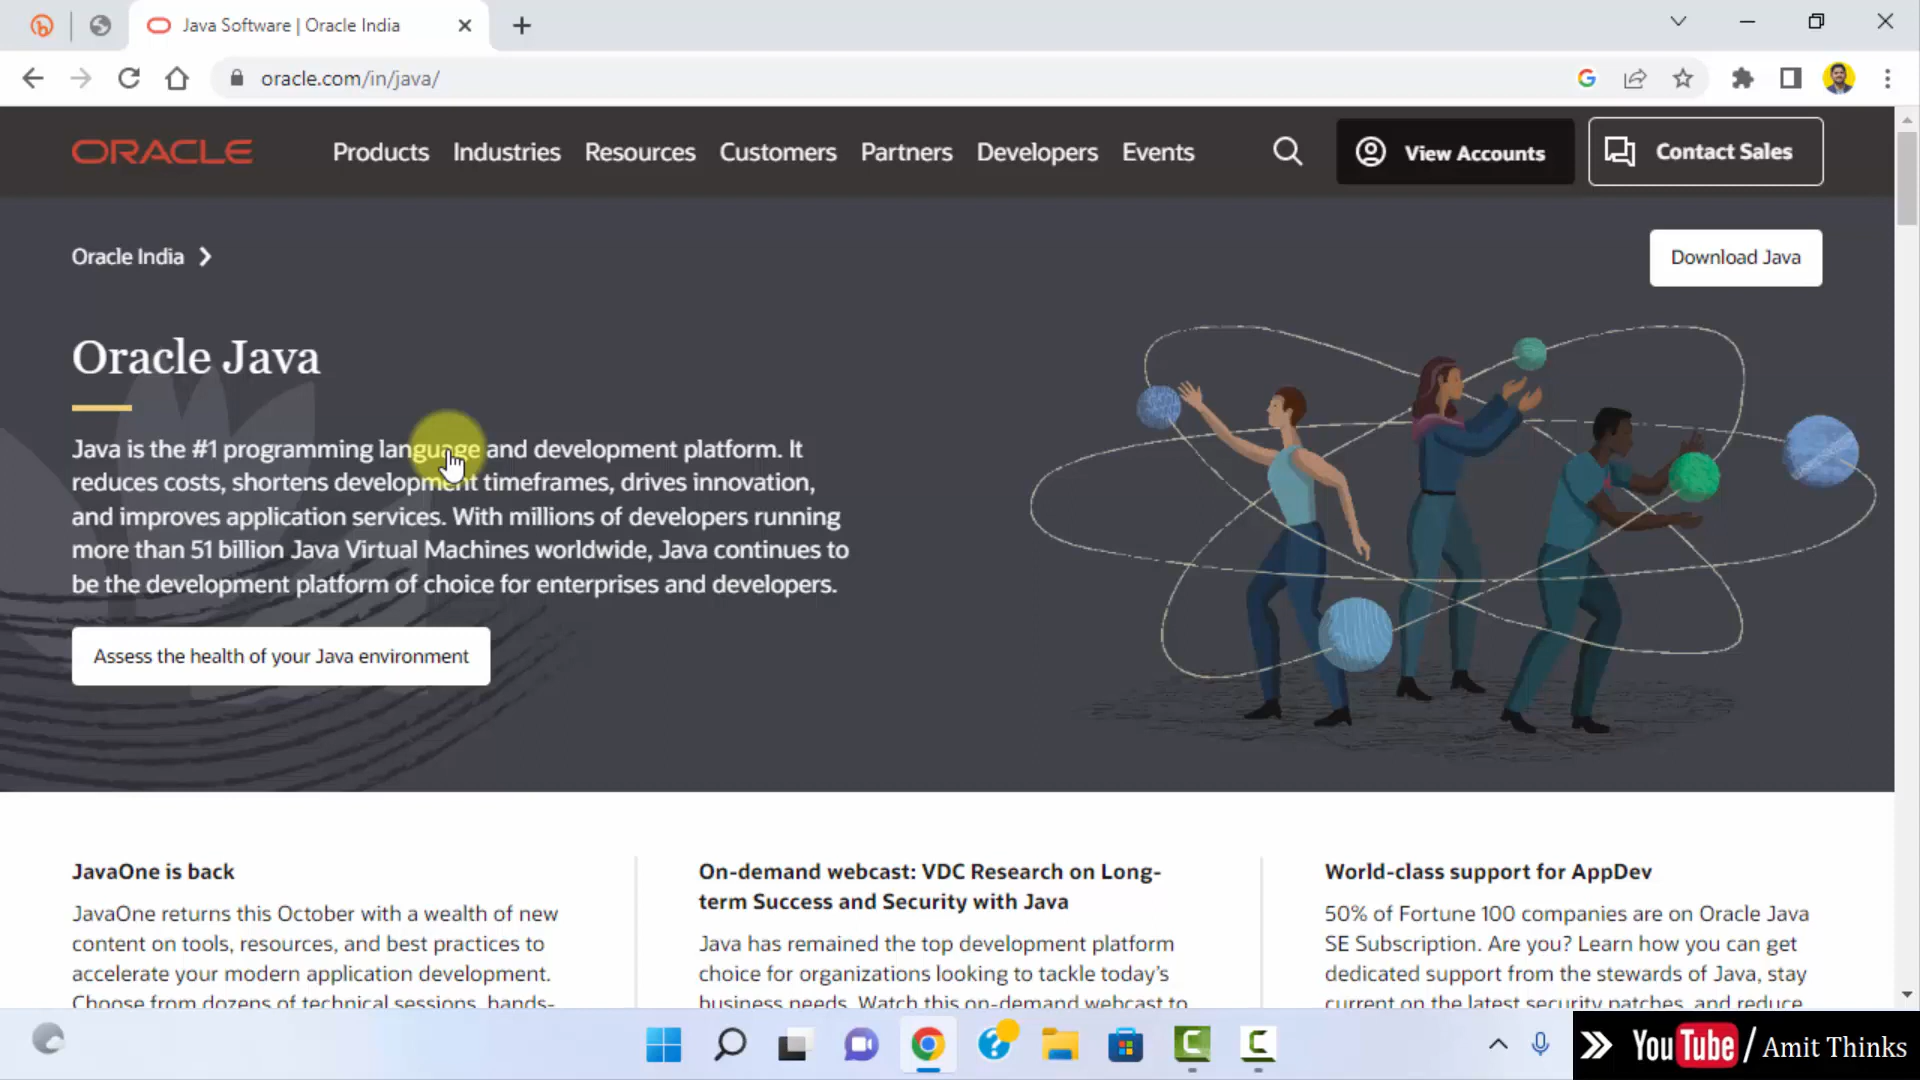 Java Software | Oracle India
oracle.com/in/java/
ORACLE
Products
Industries
Resources
Customers
Partners
Developers
Events
View Accounts
Contact Sales
Oracle India
Download Java
Oracle Java
Java is the #1 programming language and development platform. It
reduces costs, shortens development timeframes, drives innovation,
and improves application services. With millions of developers running
more than 51 billion Java Virtual Machines worldwide, Java continues to
be the development platform of choice for enterprises and developers.
Assess the health of your Java environment
JavaOne is back
JavaOne returns this October with a wealth of new
content on tools, resources, and best practices to
accelerate your modern application development.
Choose from dozens of technical sessions, hands-
On-demand webcast: VDC Research on Long-
term Success and Security with Java
Java has remained the top development platform
choice for organizations looking to tackle today's
business needs. Watch this on-demand webcast to
World-class support for AppDev
50% of Fortune 100 companies are on Oracle Java
SE Subscription. Are you? Learn how you can get
dedicated support from the stewards of Java, stay
current on the latest security patches, and reduce
YouTube / Amit Thinks